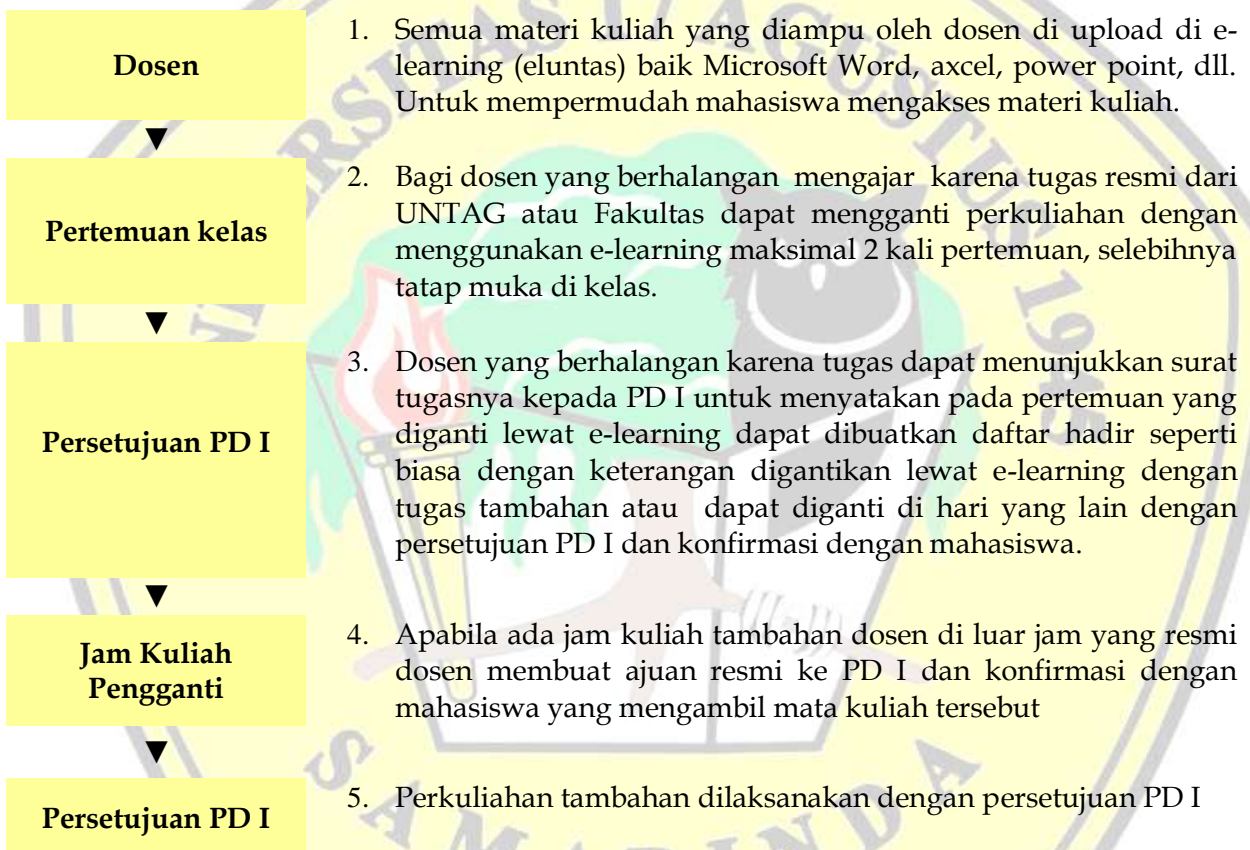 Dosen
1. Semua materi kuliah yang diampu oleh dosen di upload di e-
learning (eluntas) baik Microsoft Word, axcel, power point, dll.
Untuk mempermudah mahasiswa mengakses materi kuliah.
Pertemuan kelas
2. Bagi dosen yang berhalangan mengajar karena tugas resmi dari
UNTAG atau Fakultas dapat mengganti perkuliahan dengan
menggunakan e-learning maksimal 2 kali pertemuan, selebihnya
tatap muka di kelas.
Persetujuan PD I
3. Dosen yang berhalangan karena tugas dapat menunjukkan surat
tugasnya kepada PD I untuk menyatakan pada pertemuan yang
diganti lewat e-learning dapat dibuatkan daftar hadir seperti
biasa dengan keterangan digantikan lewat e-learning dengan
tugas tambahan atau dapat diganti di hari yang lain dengan
persetujuan PD I dan konfirmasi dengan mahasiswa.
Jam Kuliah
Pengganti
4. Apabila ada jam kuliah tambahan dosen di luar jam yang resmi
dosen membuat ajuan resmi ke PD I dan konfirmasi dengan
mahasiswa yang mengambil mata kuliah tersebut
Persetujuan PD I
5. Perkuliahan tambahan dilaksanakan dengan persetujuan PD I
AGUSTUS 1945
SAMARINDA